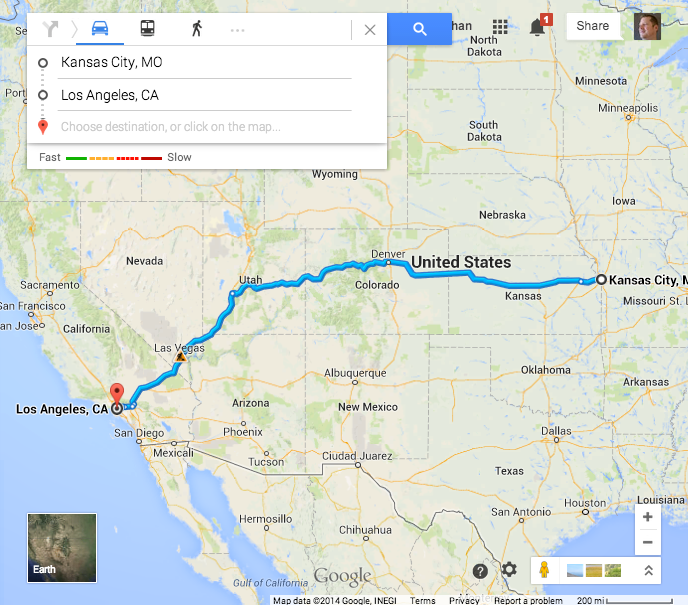 han
1
Share
Kansas City, MO
Los Angeles, CA
Choose destination, or click on the map...
Fast
Slow
North
Dakota
Minnesota
Minneapolis
South
Dakota
Wyoming
Iowa
Nebraska
Nevada
Denver
United States
Utah
Colorado
Kansas City, M
Kansas
Missouri
St. L
Sacramento
San Francisco
San Jose
California
Las Vegas
Albuquerque
Oklahoma
Arkansas
Los Angeles, CA
Arizona
New Mexico
San Diego
Phoenix
Mexicali
Dallas
Tucson
Ciudad Juarez
Texas
Louisiana
Houston
San Antonio
Hermosillo
Chihuahua
Earth
Gulf of California
Google
Map data ©2014 Google, INEGI
Terms
Privacy
Report a problem
200 mi